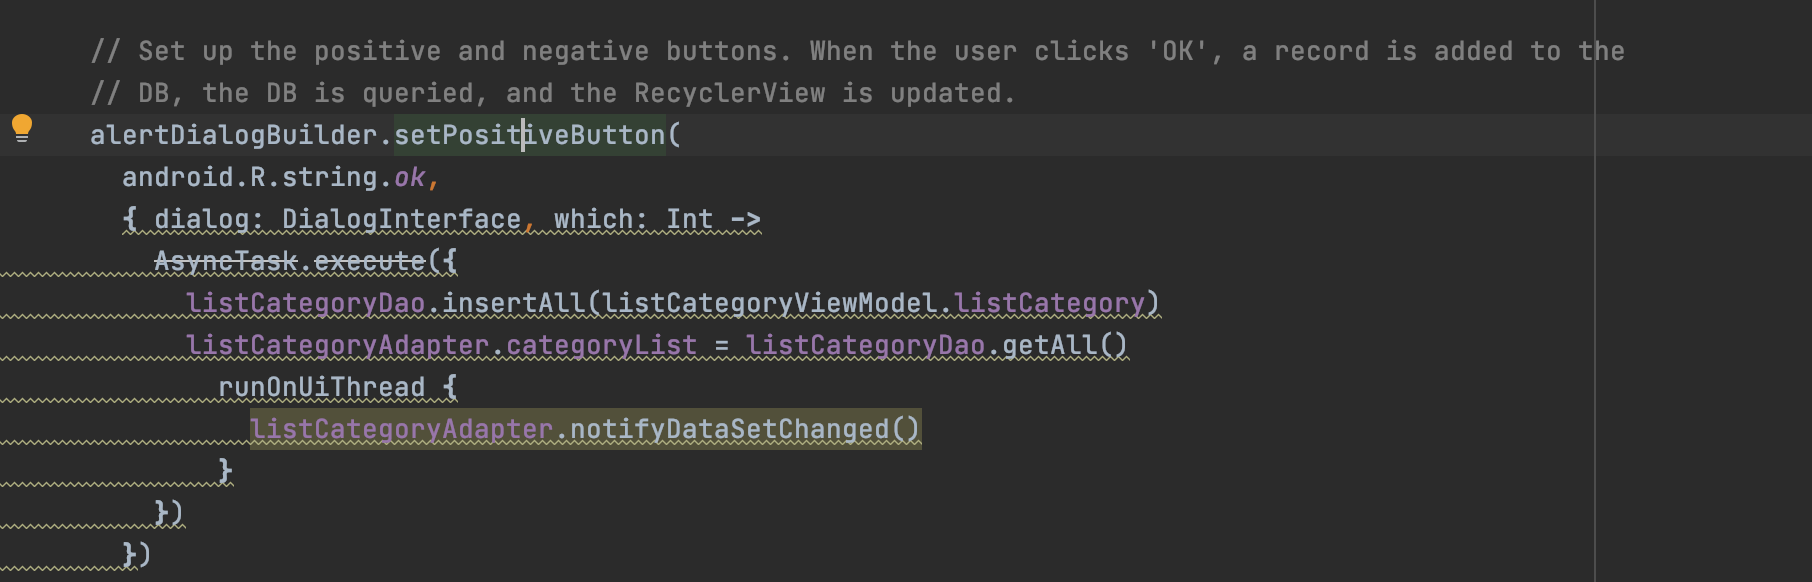 // Set up the positive and negative buttons. When the user clicks 'OK', a record is added to the
// DB, the DB is queried, and the RecyclerView is updated.
alertDialogBuilder.setPositiveButton(
android.R.string.ok,
{ dialog: DialogInterface, which: Int ->
AsyncTask.execute({
listCategoryDao.insertAll(listCategoryViewModel.listCategory)
listCategoryAdapter.categoryList = listCategoryDao.getAll()
runOnUiThread {
listCategoryAdapter.notifyDataSetChanged()
}
})
})